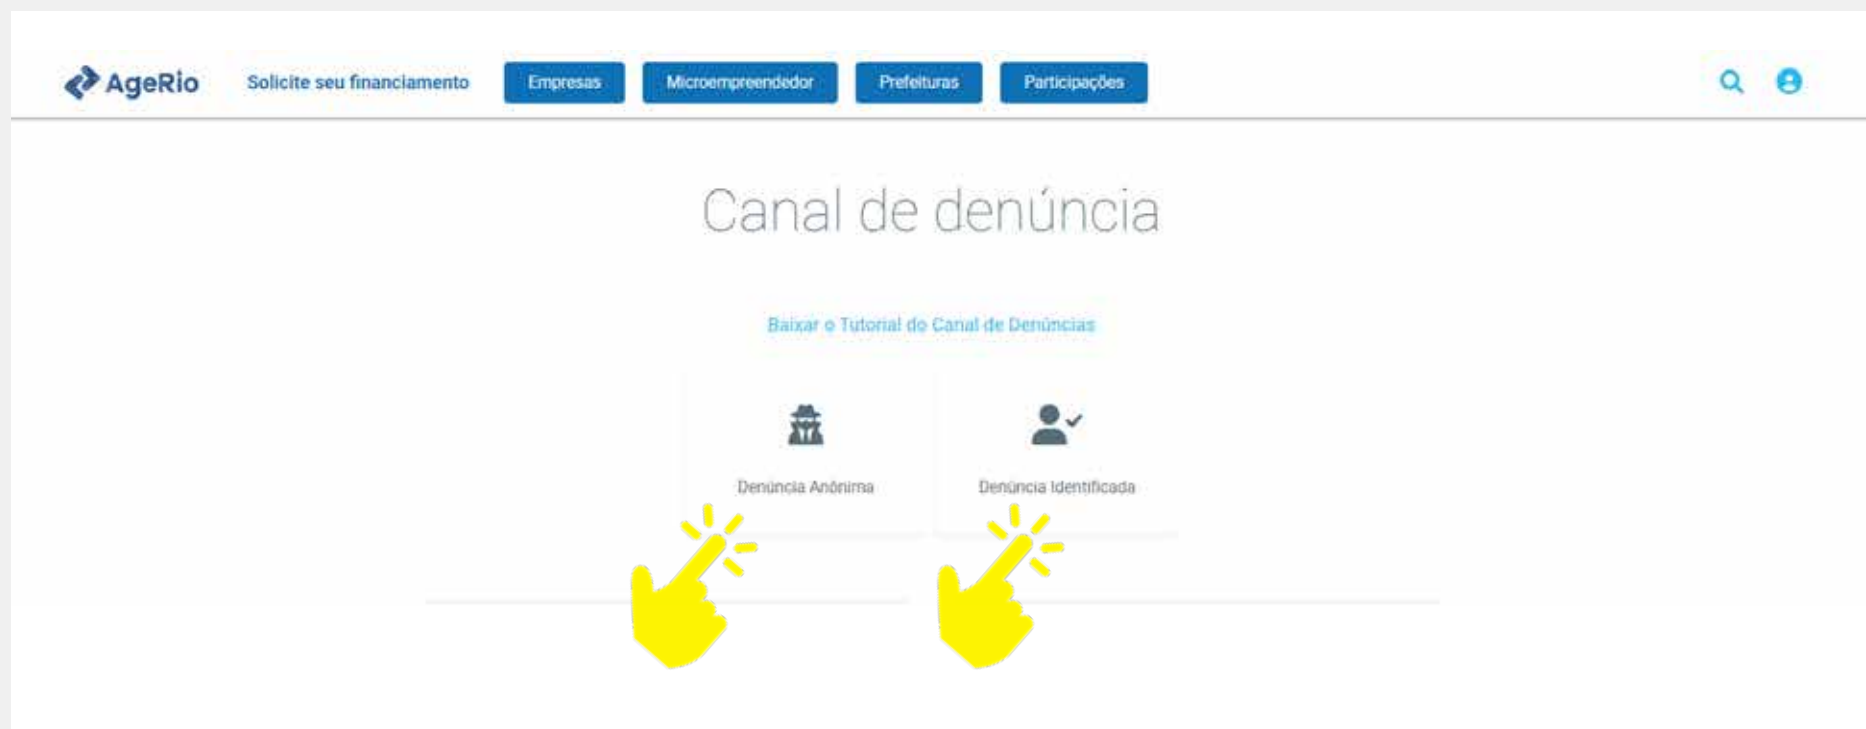 AgeRio Solicite seu financiamento Empresas Microempreendedor Prefeituras Participações
Canal de denúncia
Baixar o Tutorial do Canal de Denúncias
Denúncia Anônima Denúncia Identificada